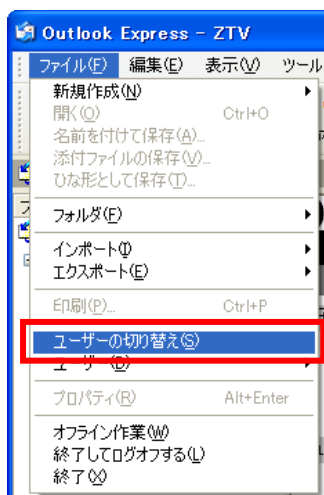 Outlook Express - ZTV
ファイル(F) 編集(E) 表示(V) ツール
新規作成(N)
開く(O) Ctrl+O
名前を付けて保存(A)...
添付ファイルの保存(V)...
ひな形として保存(T)...
フォルダ(F)
インポート(I)
エクスポート(E)
印刷(P)... Ctrl+P
ユーザーの切り替え(S)
ユーザー(D)
プロパティ(R) Alt+Enter
オフライン作業(W)
終了してログオフする(L)
終了(X)